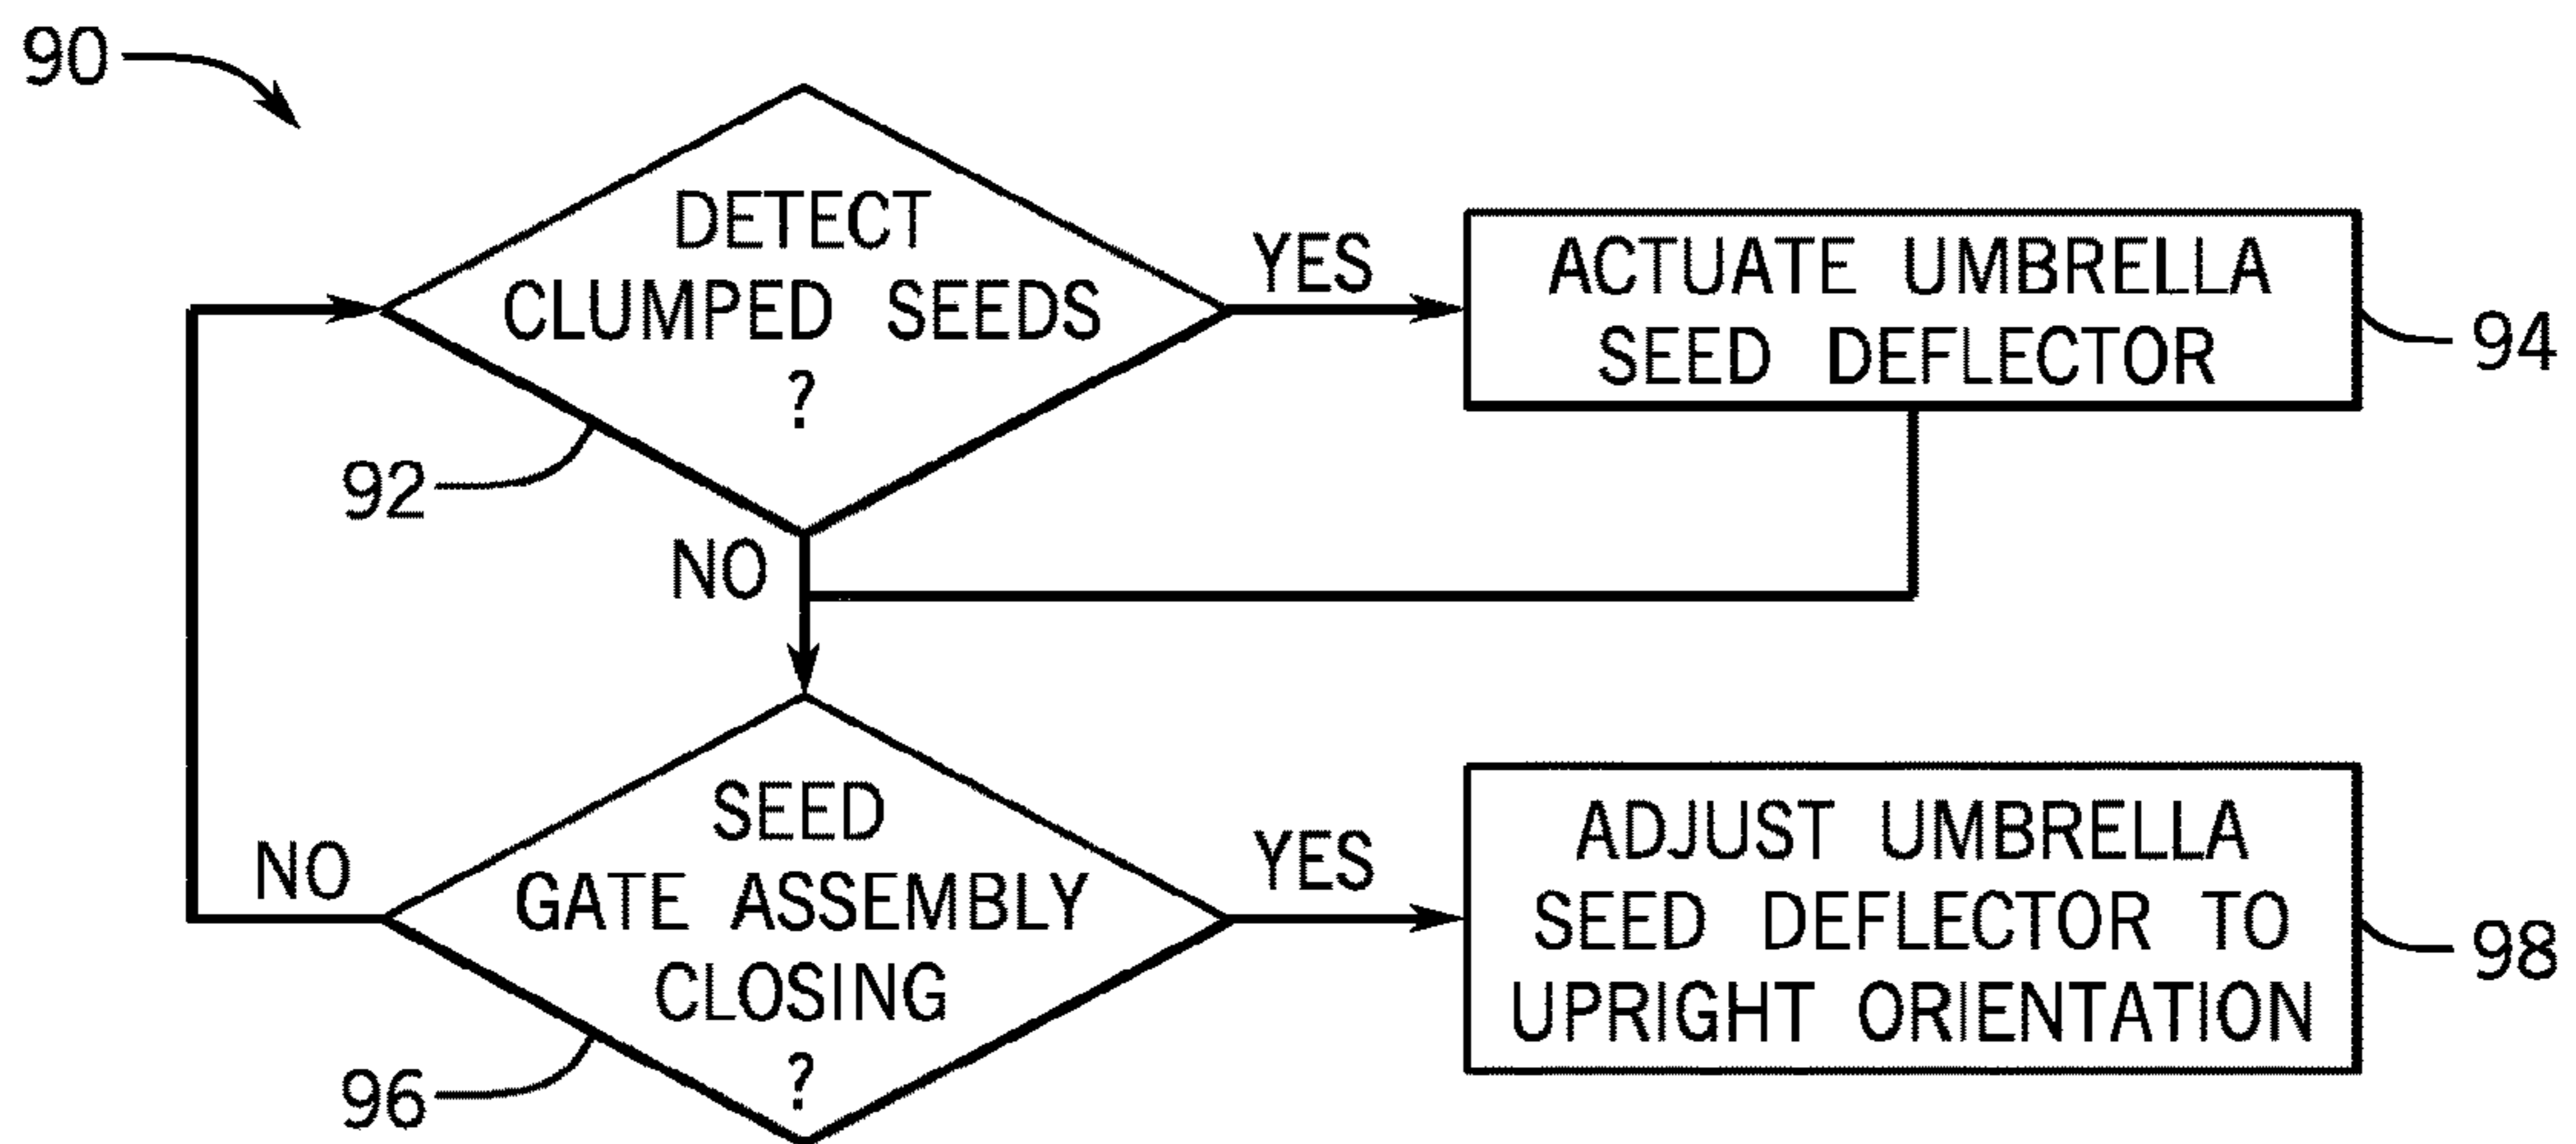 90
DETECT
CLUMPED SEEDS
?
YES
ACTUATE UMBRELLA
SEED DEFLECTOR
94
92
NO
SEED
GATE ASSEMBLY
CLOSING
?
NO
YES
ADJUST UMBRELLA
SEED DEFLECTOR TO
UPRIGHT ORIENTATION
98
96